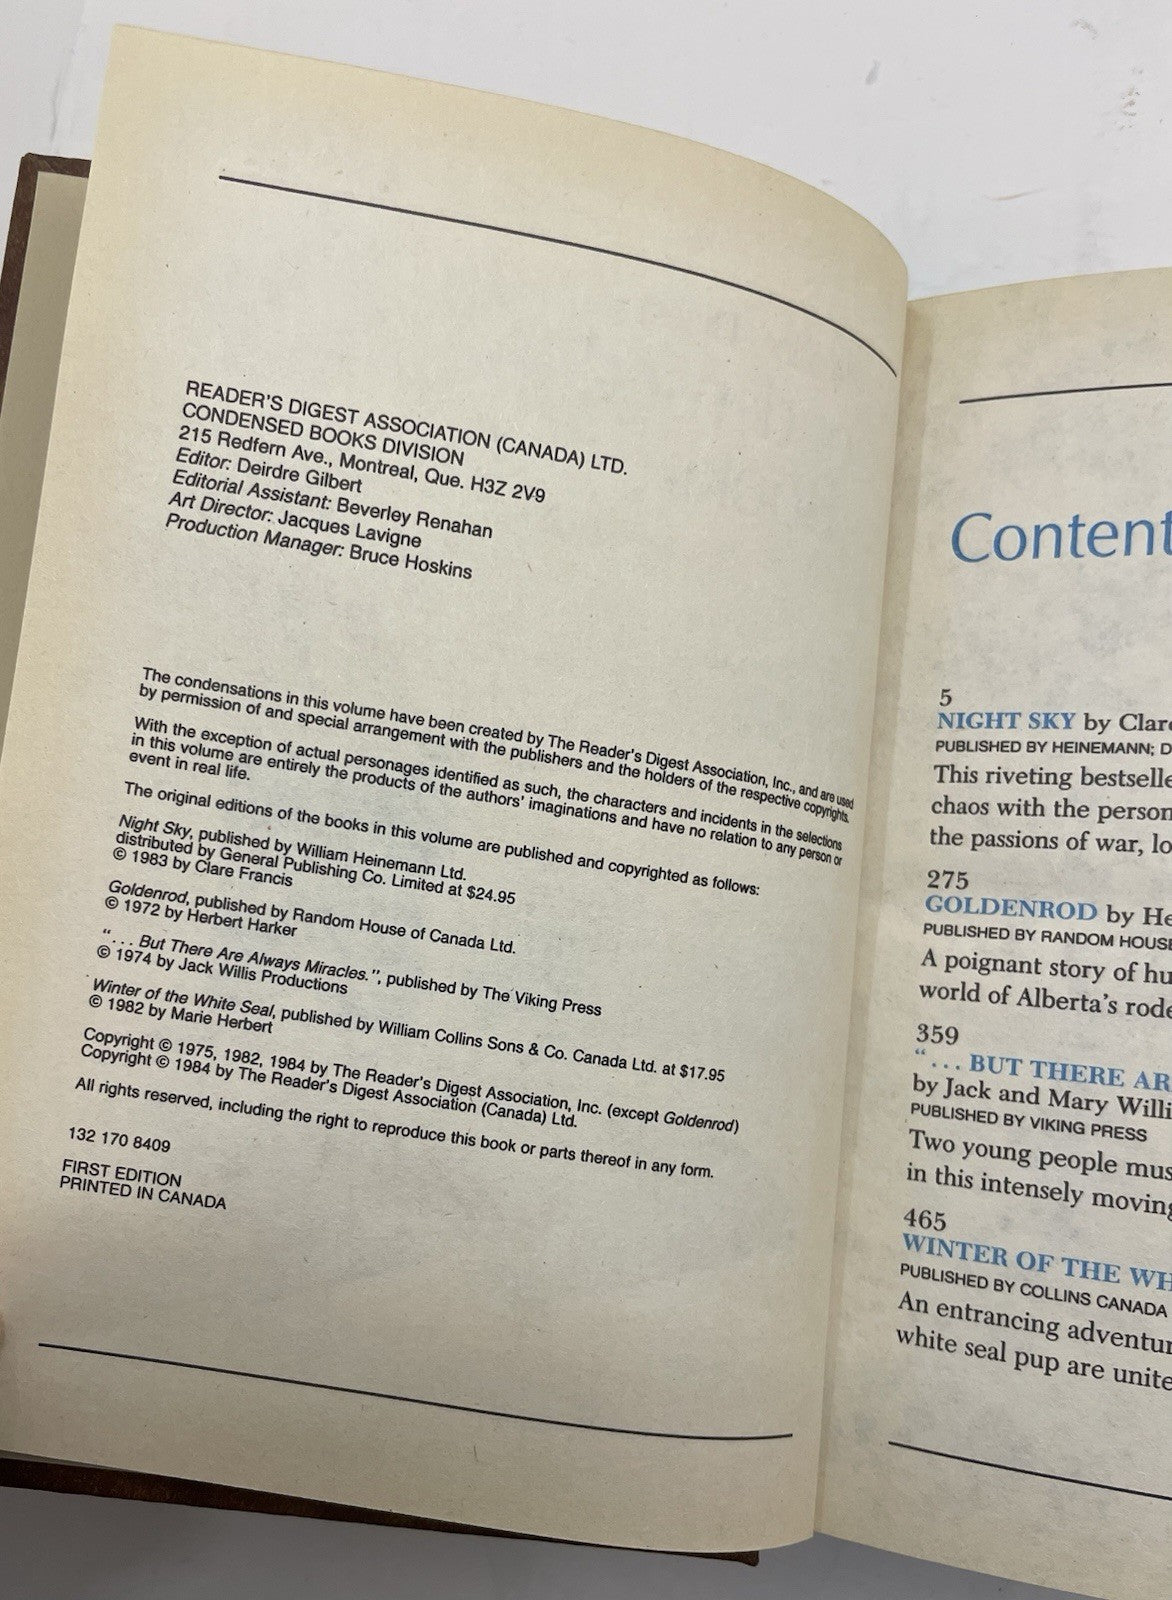 READER'S DIGEST ASSOCIATION (CANADA) LTD.
CONDENSED BOOKS DIVISION
215 Redfern Ave., Montreal, Que. H3Z 2V9
Editor: Deirdre Gilbert
Editorial Assistant: Beverley Renahan
Art Director: Jacques Lavigne
Production Manager: Bruce Hoskins
The condensations in this volume have been created by The Reader's Digest Association, Inc., and are used
by permission of and special arrangement with the publishers and the holders of the respective copyrights.
With the exception of actual personages identified as such, the characters and incidents in the selections
in this volume are entirely the products of the authors' imaginations and have no relation to any person or
event in real life.
The original editions of the books in this volume are published and copyrighted as follows:
Night Sky, published by William Heinemann Ltd.
distributed by General Publishing Co. Limited at $24.95
© 1983 by Clare Francis
Goldenrod, published by Random House of Canada Ltd.
© 1972 by Herbert Harker
“. . . But There Are Always Miracles.”, published by The Viking Press
© 1974 by Jack Willis Productions
Winter of the White Seal, published by William Collins Sons & Co. Canada Ltd. at $17.95
© 1982 by Marie Herbert
Copyright © 1975, 1982, 1984 by The Reader's Digest Association, Inc. (except Goldenrod)
Copyright © 1984 by The Reader's Digest Association (Canada) Ltd.
All rights reserved, including the right to reproduce this book or parts thereof in any form.
132 170 8409
FIRST EDITION
PRINTED IN CANADA
Content
5
NIGHT SKY by Clar
PUBLISHED BY HEINEMANN; D
This riveting bestselle
chaos with the person
the passions of war, lo
275
GOLDENROD by He
PUBLISHED BY RANDOM HOUSE
A poignant story of hu
world of Alberta's rode
359
“. . . BUT THERE AR
by Jack and Mary Willi
PUBLISHED BY VIKING PRESS
Two young people mus
in this intensely moving
465
WINTER OF THE WH
PUBLISHED BY COLLINS CANADA
An entrancing adventur
white seal pup are unite